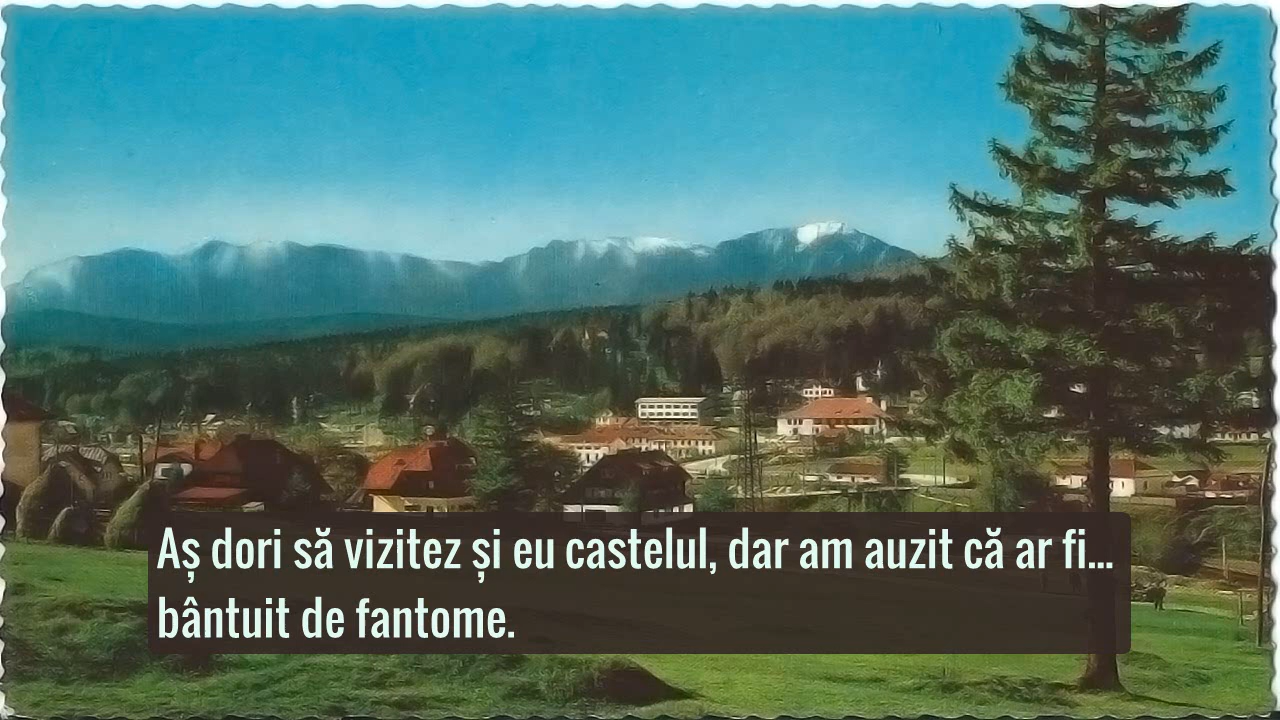 Aș dori să vizitez și eu castelul, dar am auzit că ar fi...
bântuit de fantome.